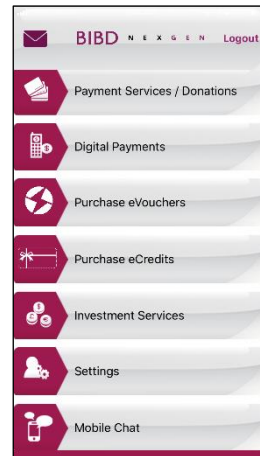 BIBD NEXGEN Logout
Payment Services / Donations
Digital Payments
Purchase eVouchers
Purchase eCredits
Investment Services
Settings
Mobile Chat